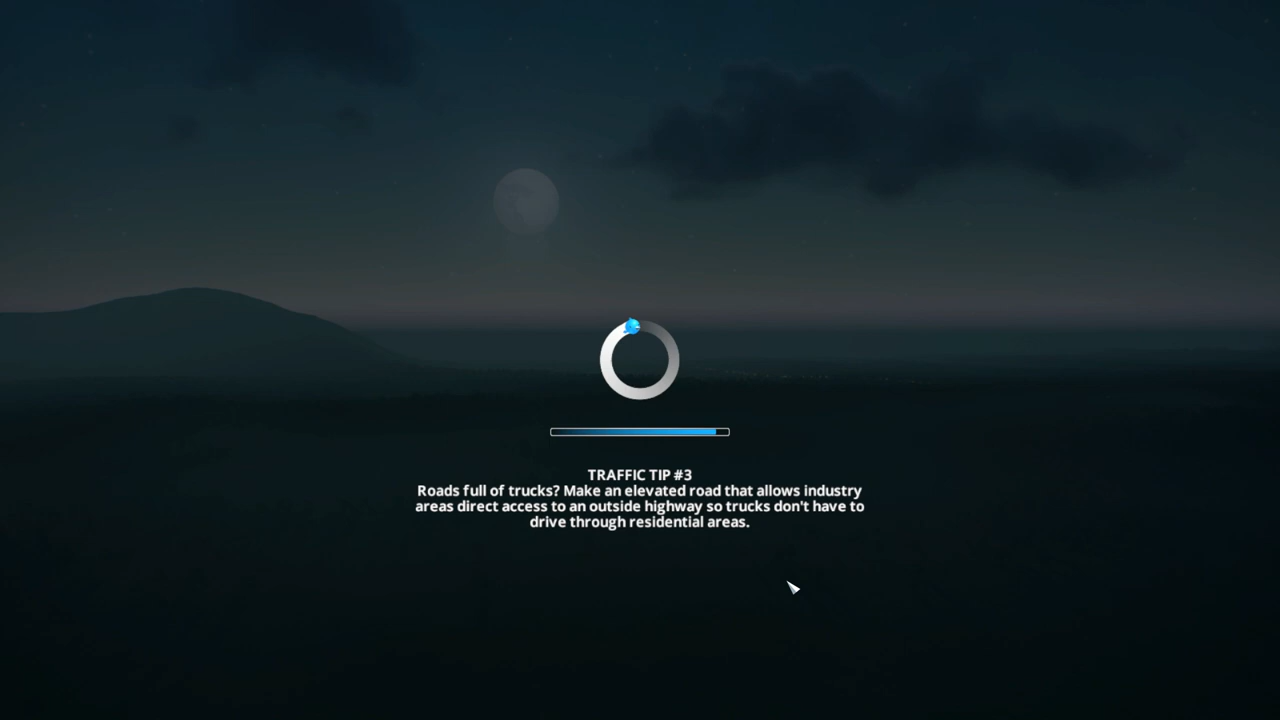 TRAFFIC TIP #3
Roads full of trucks? Make an elevated road that allows industry
areas direct access to an outside highway so trucks don't have to
drive through residential areas.